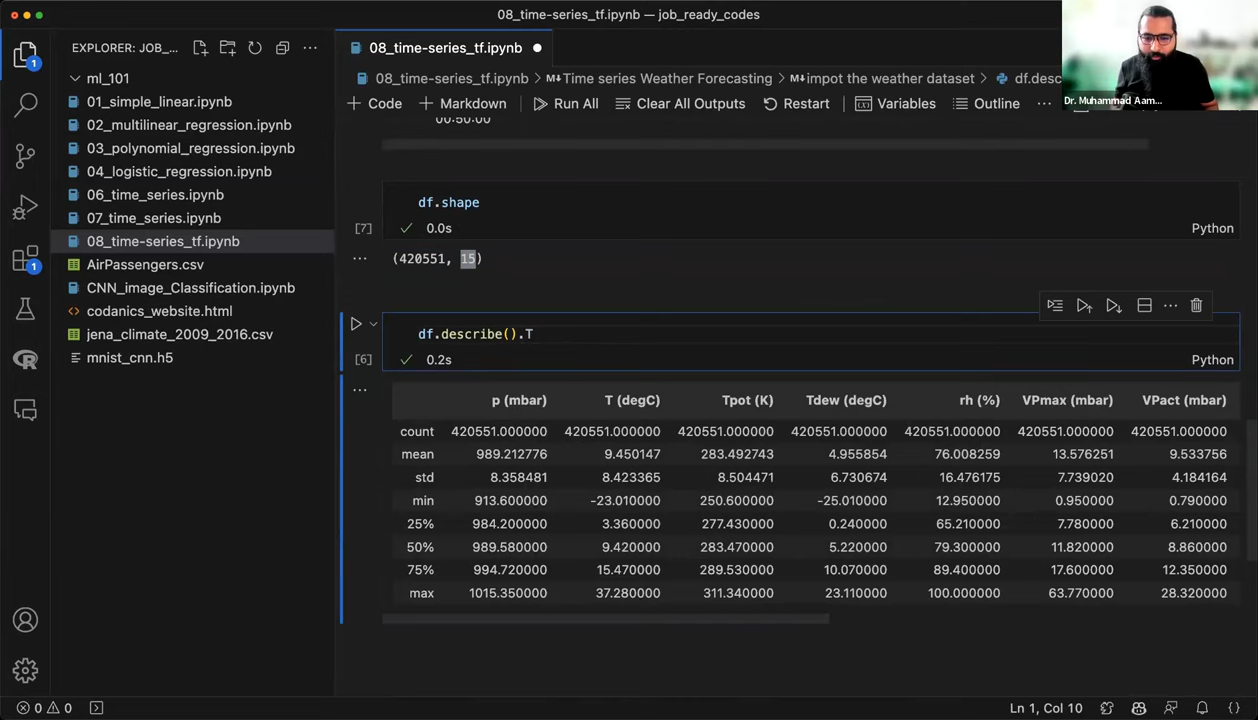 08_time-series_tf.ipynb — job_ready_codes
EXPLORER: JOB_...
08_time-series_tf.ipynb
08_time-series_tf.ipynb > M↓Time series Weather Forecasting > M↓impot the weather dataset > df.desc
+ Code + Markdown Run All Clear All Outputs Restart Variables Outline ...
Dr. Muhammad Aam...
ml_101
01_simple_linear.ipynb
02_multilinear_regression.ipynb
03_polynomial_regression.ipynb
04_logistic_regression.ipynb
06_time_series.ipynb
07_time_series.ipynb
08_time-series_tf.ipynb
AirPassengers.csv
CNN_image_Classification.ipynb
codanics_website.html
jena_climate_2009_2016.csv
mnist_cnn.h5
1
1
00:50:00
df.shape
[7] 0.0s Python
(420551, 15)
df.describe().T
[6] 0.2s Python
p (mbar) T (degC) Tpot (K) Tdew (degC) rh (%) VPmax (mbar) VPact (mbar)
count 420551.000000 420551.000000 420551.000000 420551.000000 420551.000000 420551.000000 420551.000000
mean 989.212776 9.450147 283.492743 4.955854 76.008259 13.576251 9.533756
std 8.358481 8.423365 8.504471 6.730674 16.476175 7.739020 4.184164
min 913.600000 -23.010000 250.600000 -25.010000 12.950000 0.950000 0.790000
25% 984.200000 3.360000 277.430000 0.240000 65.210000 7.780000 6.210000
50% 989.580000 9.420000 283.470000 5.220000 79.300000 11.820000 8.860000
75% 994.720000 15.470000 289.530000 10.070000 89.400000 17.600000 12.350000
max 1015.350000 37.280000 311.340000 23.110000 100.000000 63.770000 28.320000
0 0 Ln 1, Col 10